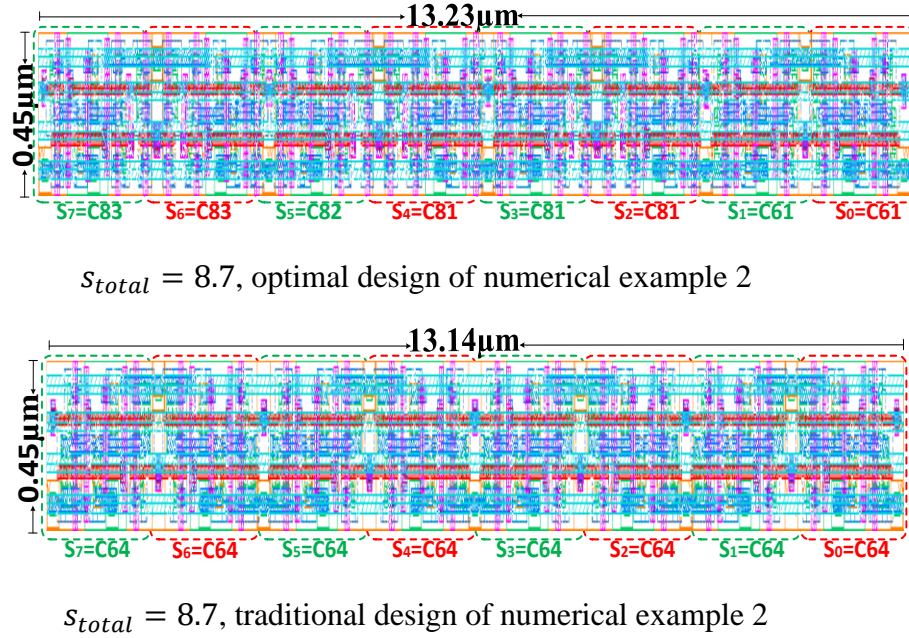 13.23μm
0.45μm
S₇=C83 S₆=C83 S₅=C82 S₄=C81 S₃=C81 S₂=C81 S₁=C61 S₀=C61
s_total = 8.7, optimal design of numerical example 2
13.14μm
0.45μm
S₇=C64 S₆=C64 S₅=C64 S₄=C64 S₃=C64 S₂=C64 S₁=C64 S₀=C64
s_total = 8.7, traditional design of numerical example 2